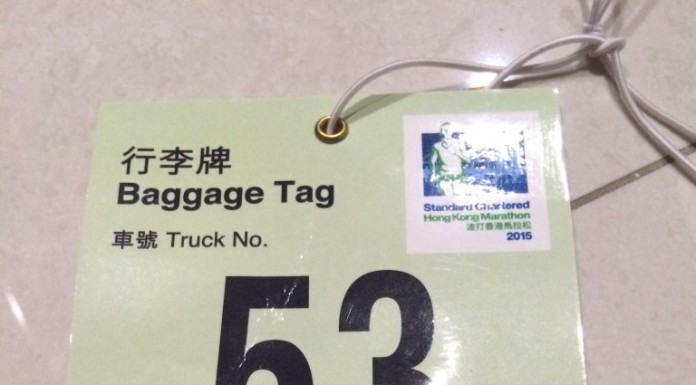 行李牌
Baggage Tag
車號 Truck No.
53
Standard Chartered
Hong Kong Marathon
渣打香港馬拉松
2015